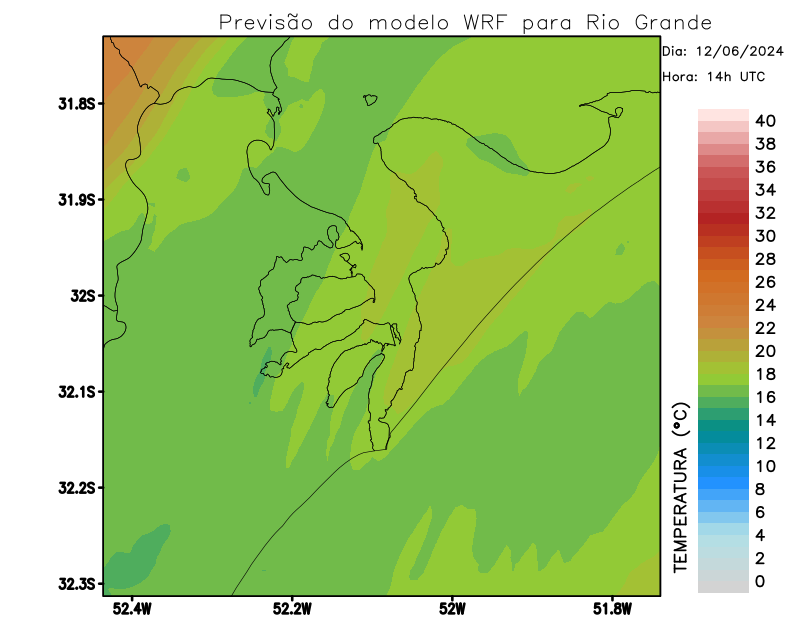 Previsão do modelo WRF para Rio Grande
Dia: 12/06/2024
Hora: 14h UTC
31.8S
31.9S
32S
32.1S
32.2S
32.3S
52.4W
52.2W
52W
51.8W
TEMPERATURA (°C)
40
38
36
34
32
30
28
26
24
22
20
18
16
14
12
10
8
6
4
2
0